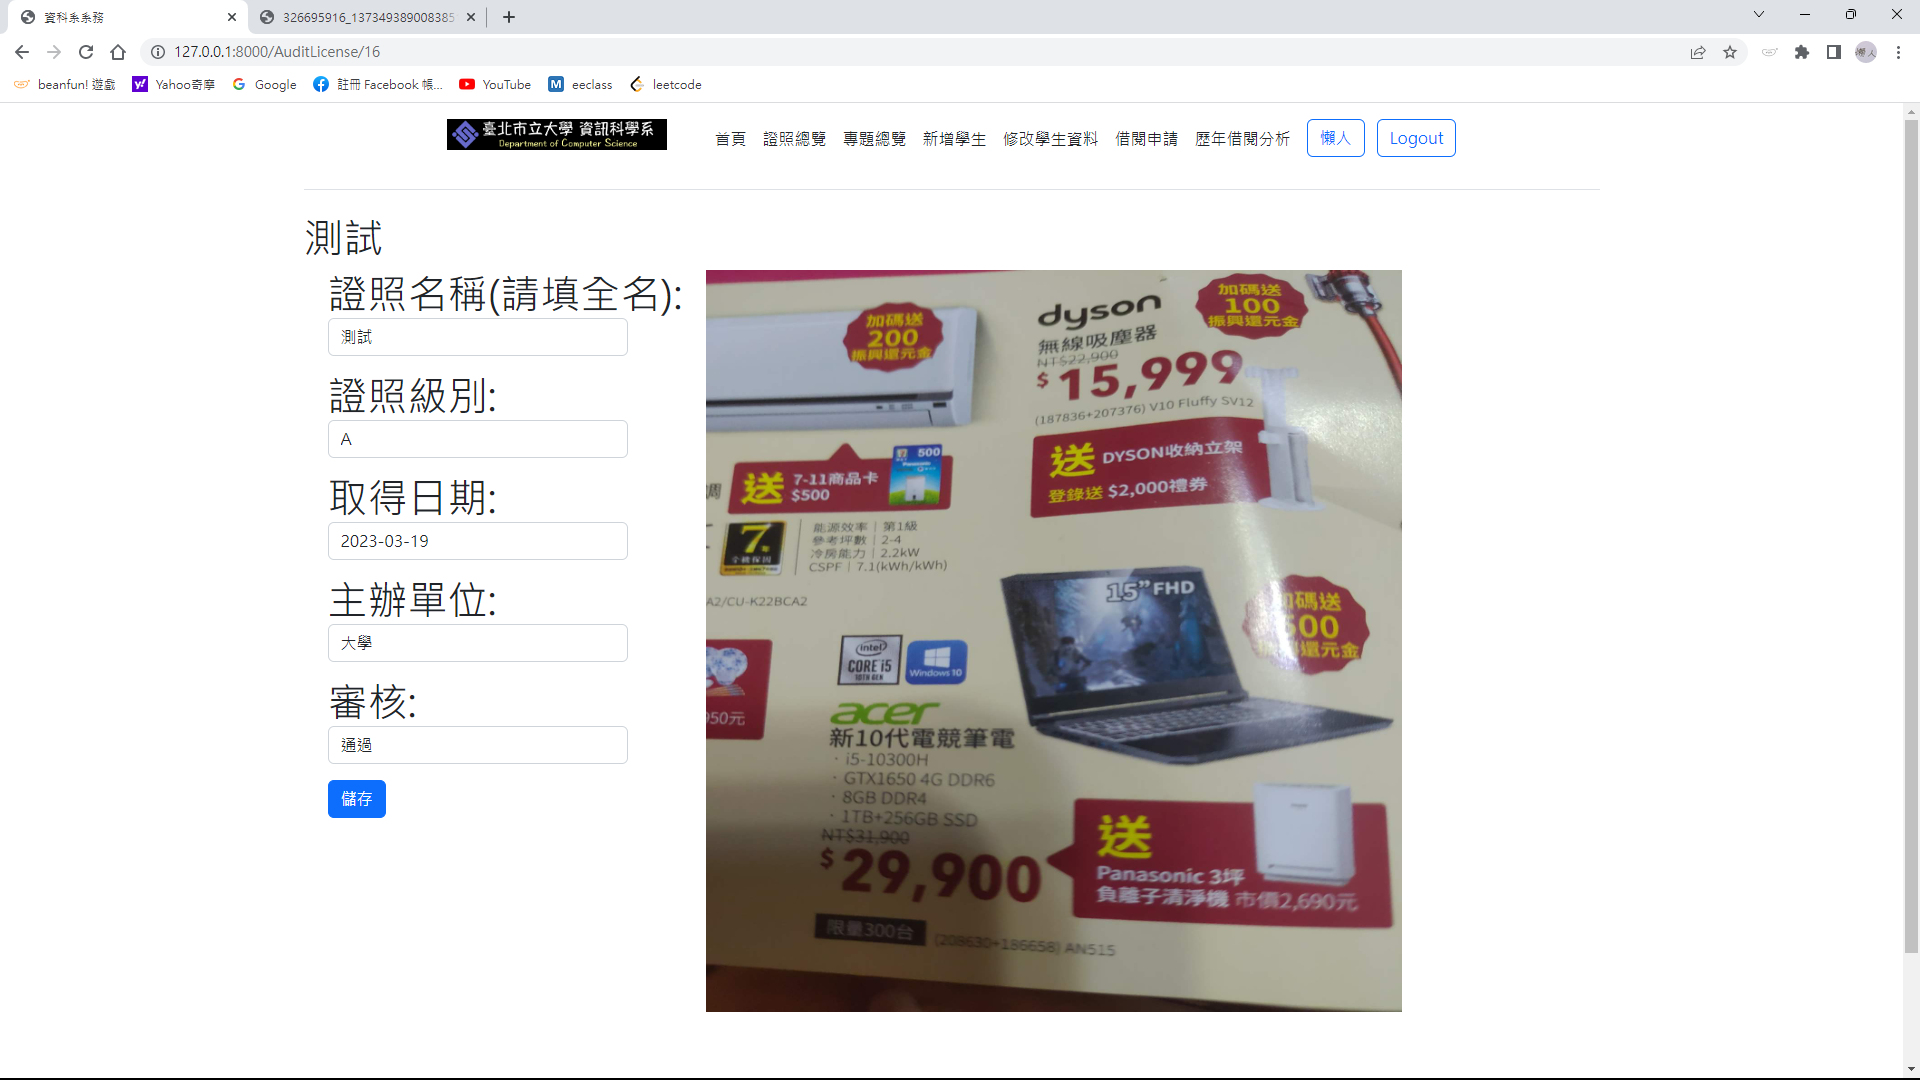 資科系系務
326695916_137349389008385
127.0.0.1:8000/AuditLicense/16
beanfun! 遊戲
Yahoo奇摩
Google
註冊 Facebook 帳...
YouTube
M
eeclass
leetcode
臺北市立大學 資訊科學系
Department of Computer Science
首頁
證照總覽
專題總覽
新增學生
修改學生資料
借閱申請
歷年借閱分析
懶人
Logout
測試
證照名稱(請填全名):
測試
證照級別:
A
取得日期:
2023-03-19
主辦單位:
大學
審核:
通過
儲存
加碼送
200
振興還元金
dyson
無線吸塵器
NT$22,900
$15,999
(187836+207376) V10 Fluffy SV12
加碼送
100
振興還元金
送 7-11商品卡
$500
500
Panasonic
送 DYSON收納立架
登錄送 $2,000禮券
7年
全機保固
能源效率｜第1級
參考坪數｜2-4
冷房能力｜2.2kW
CSPF｜7.1(kWh/kWh)
A2/CU-K22BCA2
950元
15” FHD
intel
CORE i5
10TH GEN
Windows 10
acer
新10代電競筆電
· i5-10300H
· GTX1650 4G DDR6
· 8GB DDR4
· 1TB+256GB SSD
NT$31,900
$29,900
限量300台
(208630+186658) AN515
加碼送
500
還元金
送
Panasonic 3坪
負離子清淨機 市價2,690元